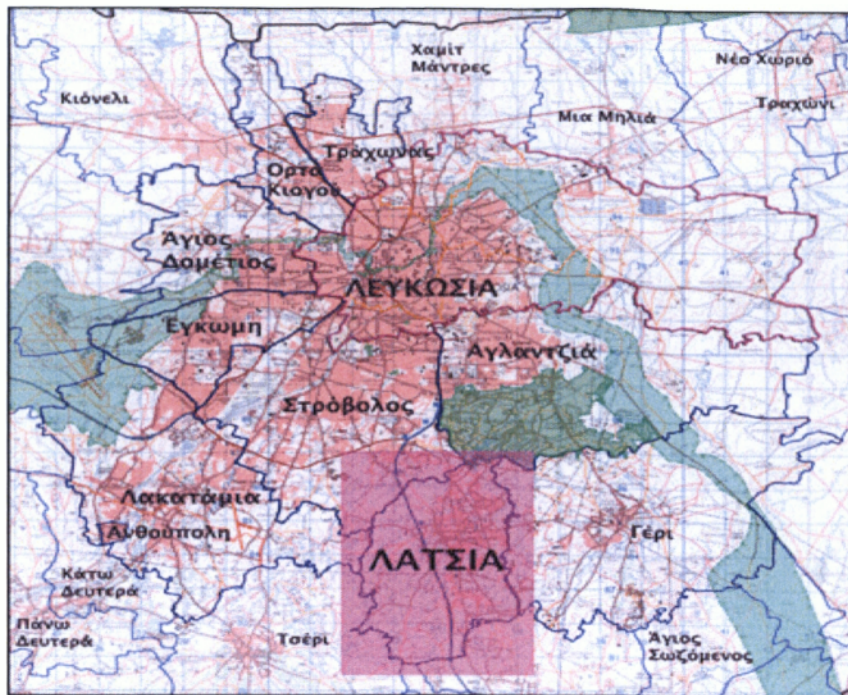 Χαμίτ
Μάντρες
Νέο Χωριό
Κιόνελι
Τραχώνι
Μια Μηλιά
Τράχωνας
Ορτα
Κιογού
Άγιος
Δομέτιος
ΛΕΥΚΩΣΙΑ
Έγκωμη
Αγλαντζιά
Στρόβολος
Λακατάμια
Ανθούπολη
Γέρι
ΛΑΤΣΙΑ
Κάτω
Δευτερά
Πάνω
Δευτερά
Τσέρι
Άγιος
Σωζόμενος